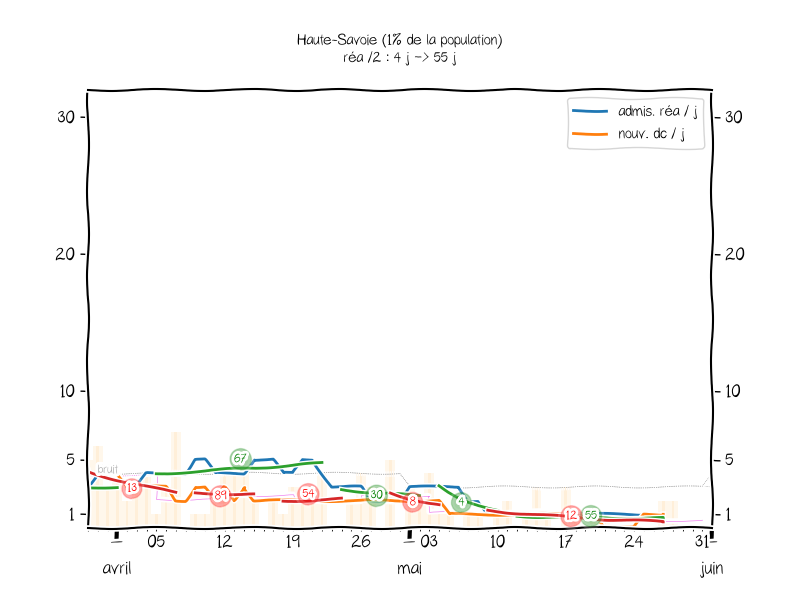 Haute-Savoie (1% de la population)
réa /2 : 4 j -> 55 j
admis. réa / j
nouv. dc / j
30 30
20 20
10 10
5 5
1 1
bruit
67
13 89 54 30 8 4 12 55
05 12 19 26 03 10 17 24 31
avril mai juin